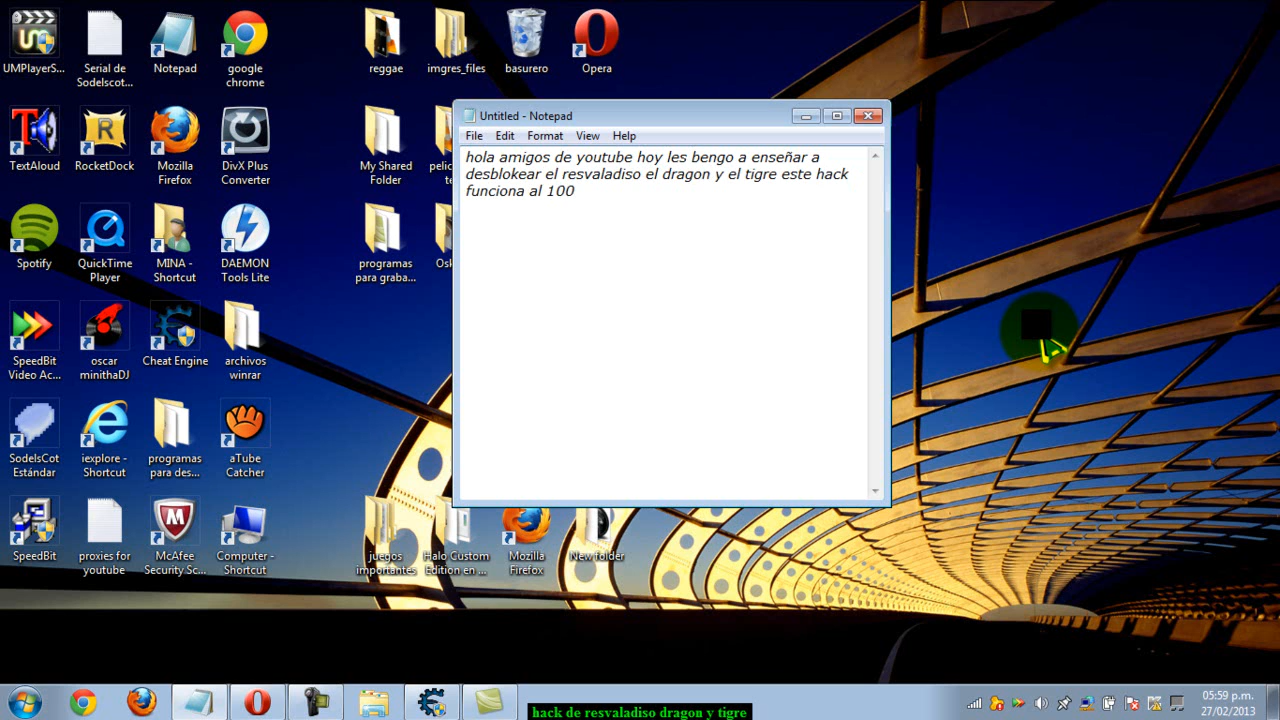 UMPlayerS...
Serial de
Sodelscot...
Notepad
google
chrome
reggae
imgres_files
basurero
Opera
TextAloud
RocketDock
Mozilla
Firefox
DivX Plus
Converter
My Shared
Folder
Spotify
QuickTime
Player
MINA -
Shortcut
DAEMON
Tools Lite
programas
para graba...
SpeedBit
Video Ac...
oscar
minithaDJ
Cheat Engine
archivos
winrar
SodelsCot
Estándar
iexplore -
Shortcut
programas
para des...
aTube
Catcher
SpeedBit
proxies for
youtube
McAfee
Security Sc...
Computer -
Shortcut
juegos
importantes
Halo Custom
Edition en ...
Mozilla
Firefox
New folder
Untitled - Notepad
File Edit Format View Help
hola amigos de youtube hoy les bengo a enseñar a
desblokear el resvaladiso el dragon y el tigre este hack
funciona al 100
hack de resvaladiso dragon y tigre
05:59 p.m.
27/02/2013